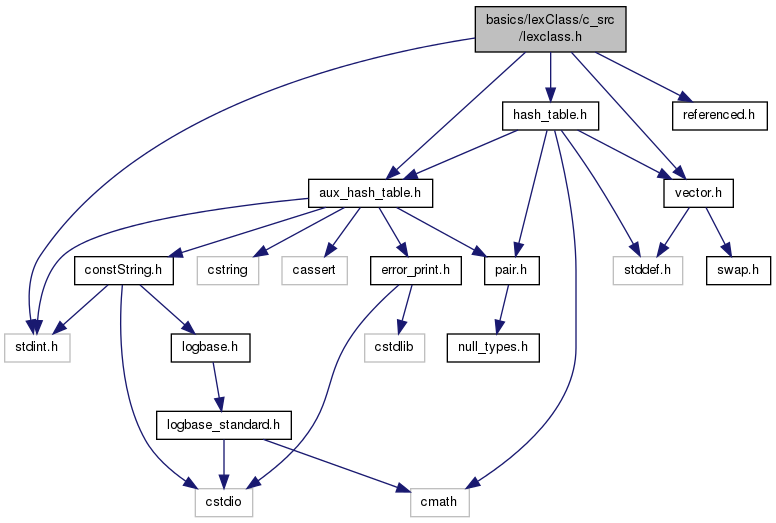 basics/lexClass/c_src
/lexclass.h
hash_table.h
referenced.h
aux_hash_table.h
vector.h
constString.h
cstring
cassert
error_print.h
pair.h
stddef.h
swap.h
stdint.h
logbase.h
cstdlib
null_types.h
logbase_standard.h
cstdio
cmath